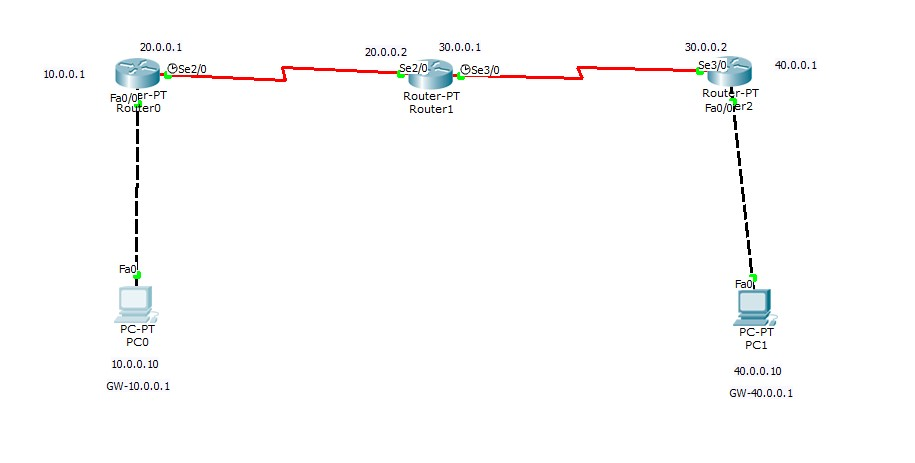 20.0.0.1
10.0.0.1
Se2/0
Fa0/0
er-PT
Router0
20.0.0.2
30.0.0.1
Se2/0
Se3/0
Router-PT
Router1
30.0.0.2
40.0.0.1
Se3/0
Router-PT
Fa0/0
er2
Fa0
PC-PT
PC0
10.0.0.10
GW-10.0.0.1
Fa0
PC-PT
PC1
40.0.0.10
GW-40.0.0.1